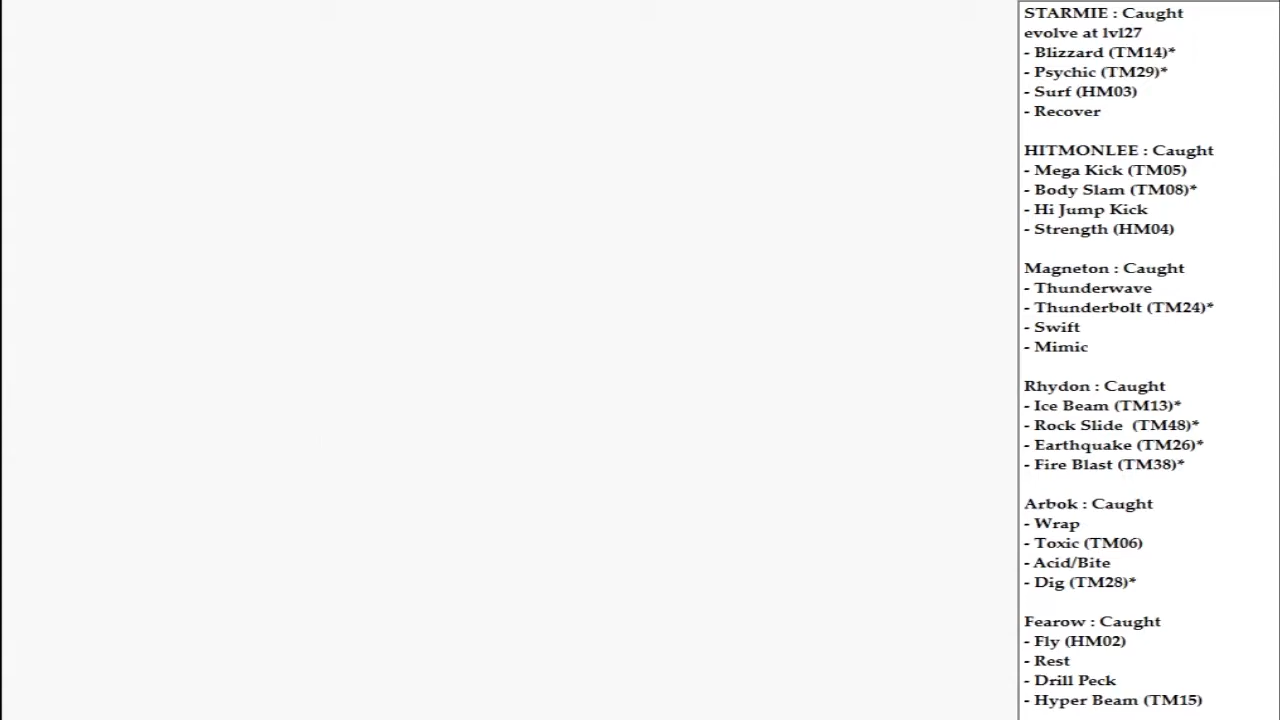 STARMIE : Caught
evolve at lvl27
- Blizzard (TM14)*
- Psychic (TM29)*
- Surf (HM03)
- Recover
HITMONLEE : Caught
- Mega Kick (TM05)
- Body Slam (TM08)*
- Hi Jump Kick
- Strength (HM04)
Magneton : Caught
- Thunderwave
- Thunderbolt (TM24)*
- Swift
- Mimic
Rhydon : Caught
- Ice Beam (TM13)*
- Rock Slide  (TM48)*
- Earthquake (TM26)*
- Fire Blast (TM38)*
Arbok : Caught
- Wrap
- Toxic (TM06)
- Acid/Bite
- Dig (TM28)*
Fearow : Caught
- Fly (HM02)
- Rest
- Drill Peck
- Hyper Beam (TM15)